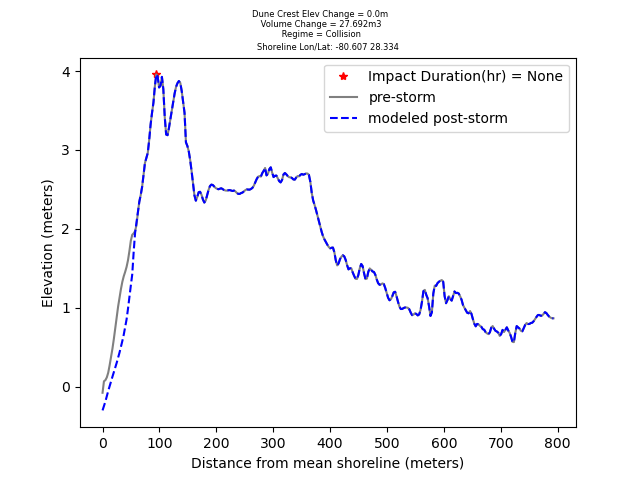 Dune Crest Elev Change = 0.0m
Volume Change = 27.692m3
Regime = Collision
Shoreline Lon/Lat: -80.607 28.334
Impact Duration(hr) = None
pre-storm
modeled post-storm
4
3
2
1
0
Elevation (meters)
0 100 200 300 400 500 600 700 800
Distance from mean shoreline (meters)